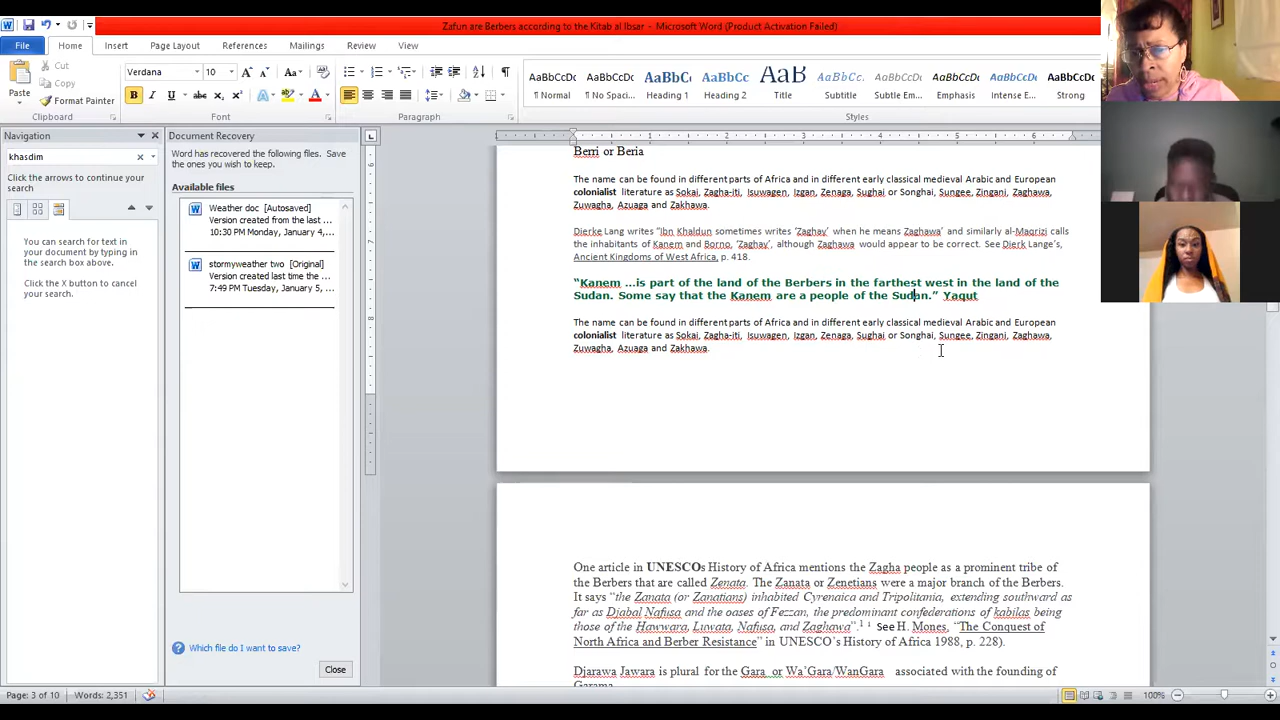 Zafun are Berbers according to the Kitab al Ibsar – Microsoft Word (Product Activation Failed)
File Home Insert Page Layout References Mailings Review View
Paste
Cut
Copy
Format Painter
Clipboard
Verdana 10
Font
Paragraph
AaBbCcDc AaBbCcDc AaBbCc AaBbCc AaB AaBbCcL AaBbCcDc AaBbCcDc AaBbCcDc AaBbCcDc
¶ Normal ¶ No Spaci... Heading 1 Heading 2 Title Subtitle Subtle Em... Emphasis Intense E... Strong
Styles
Navigation
khasdim
Click the arrows to continue your
search
You can search for text in
your document by typing in
the search box above.
Click the X button to cancel
your search.
Document Recovery
Word has recovered the following files. Save
the ones you wish to keep.
Available files
Weather doc [Autosaved]
Version created from the last ...
10:30 PM Monday, January 4,...
stormyweather two [Original]
Version created last time the ...
7:49 PM Tuesday, January 5, ...
Which file do I want to save?
Close
1 2 3 4 5 6
Berri or Beria
The name can be found in different parts of Africa and in different early classical medieval Arabic and European
colonialist literature as Sokai, Zagha-iti, Isuwagen, Izgan, Zenaga, Sughai or Songhai, Sungee, Zingani, Zaghawa,
Zuwagha, Azuaga and Zakhawa.
Dierke Lang writes "Ibn Khaldun sometimes writes 'Zaghay' when he means Zaghawa' and similarly al-Maqrizi calls
the inhabitants of Kanem and Borno, 'Zaghay', although Zaghawa would appear to be correct. See Dierk Lange's,
Ancient Kingdoms of West Africa, p. 418.
"Kanem ...is part of the land of the Berbers in the farthest west in the land of the
Sudan. Some say that the Kanem are a people of the Sudan." Yaqut
The name can be found in different parts of Africa and in different early classical medieval Arabic and European
colonialist literature as Sokai, Zagha-iti, Isuwagen, Izgan, Zenaga, Sughai or Songhai, Sungee, Zingani, Zaghawa,
Zuwagha, Azuaga and Zakhawa.
One article in UNESCOs History of Africa mentions the Zagha people as a prominent tribe of
the Berbers that are called Zenata. The Zanata or Zenetians were a major branch of the Berbers.
It says "the Zanata (or Zanatians) inhabited Cyrenaica and Tripolitania, extending southward as
far as Djabal Nafusa and the oases of Fezzan, the predominant confederations of kabilas being
those of the Hawwara, Luwata, Nafusa, and Zaghawa" See H. Mones, "The Conquest of
North Africa and Berber Resistance" in UNESCO's History of Africa 1988, p. 228).
Djarawa Jawara is plural for the Gara or Wa'Gara/WanGara associated with the founding of
Garama
Page: 3 of 10 Words: 2,351 100%